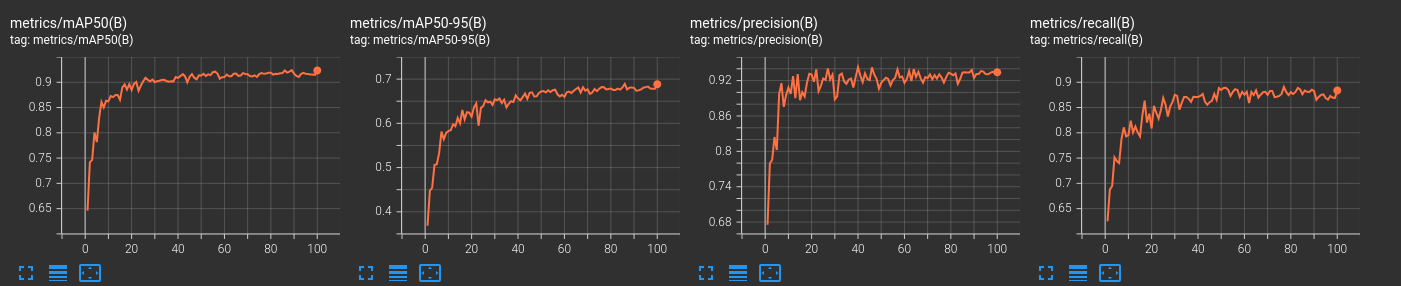 metrics/mAP50(B)
tag: metrics/mAP50(B)
0.9
0.85
0.8
0.75
0.7
0.65
0 20 40 60 80 100
metrics/mAP50-95(B)
tag: metrics/mAP50-95(B)
0.7
0.6
0.5
0.4
0 20 40 60 80 100
metrics/precision(B)
tag: metrics/precision(B)
0.92
0.86
0.8
0.74
0.68
0 20 40 60 80 100
metrics/recall(B)
tag: metrics/recall(B)
0.9
0.85
0.8
0.75
0.7
0.65
0 20 40 60 80 100